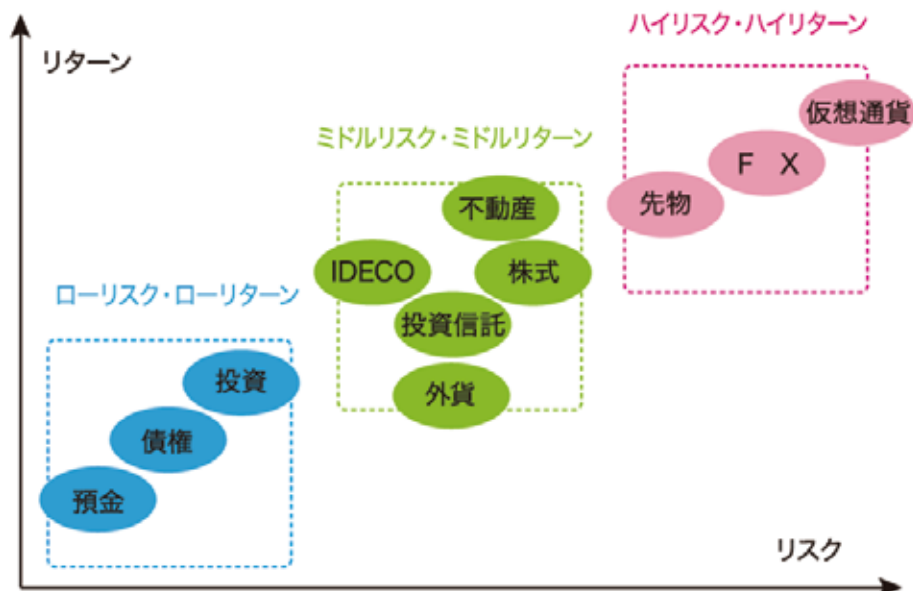 ハイリスク・ハイリターン
リターン
仮想通貨
F X
先物
ミドルリスク・ミドルリターン
不動産
IDECO
株式
投資信託
外貨
ローリスク・ローリターン
投資
債権
預金
リスク